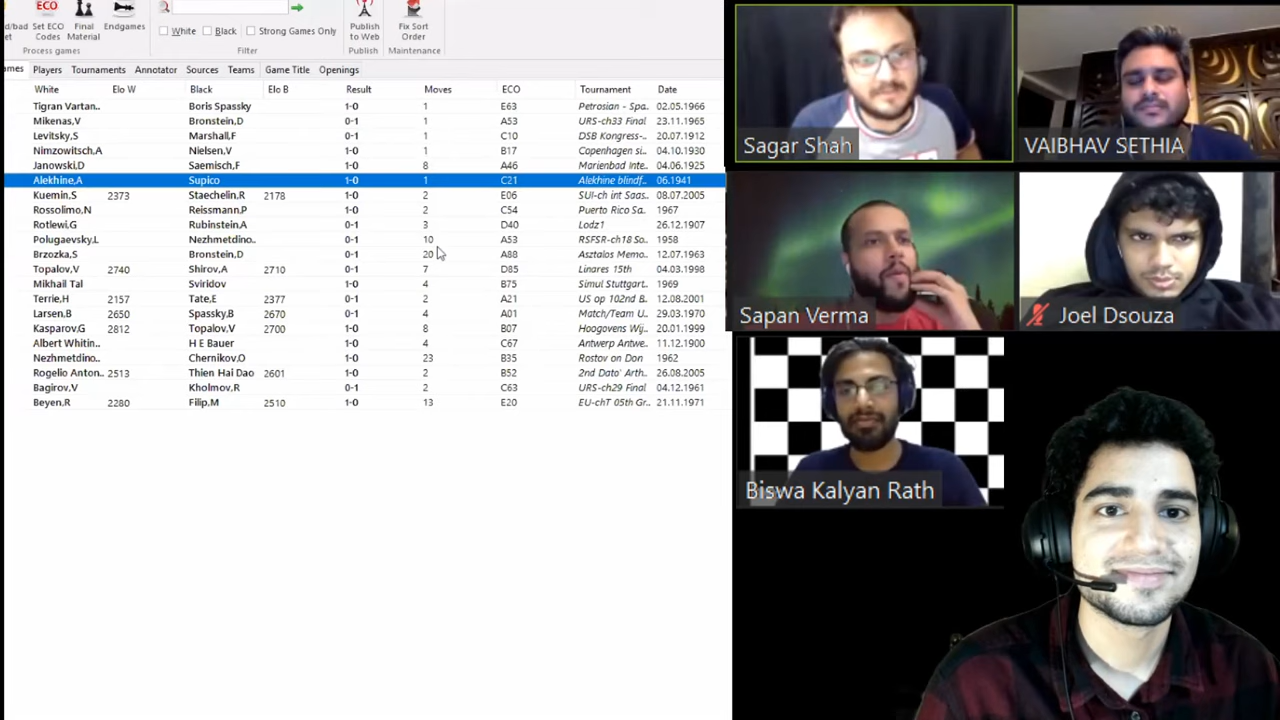 ECO
d/bad Set ECO Final Endgames
et Codes Material
Process games
White Black Strong Games Only
Filter
Publish to Web
Publish
Fix Sort Order
Maintenance
ames Players Tournaments Annotator Sources Teams Game Title Openings
White Elo W Black Elo B Result Moves ECO Tournament Date
Tigran Vartan.. Boris Spassky 1-0 1 E63 Petrosian - Spa.. 02.05.1966
Mikenas,V Bronstein,D 0-1 1 A53 URS-ch33 Final 23.11.1965
Levitsky,S Marshall,F 0-1 1 C10 DSB Kongress-.. 20.07.1912
Nimzowitsch,A Nielsen,V 1-0 1 B17 Copenhagen si.. 04.10.1930
Janowski,D Saemisch,F 1-0 8 A46 Marienbad Inte.. 04.06.1925
Alekhine,A Supico 1-0 1 C21 Alekhine blindf.. 06.1941
Kuemin,S 2373 Staechelin,R 2178 1-0 2 E06 SUI-ch int Saas.. 08.07.2005
Rossolimo,N Reissmann,P 1-0 2 C54 Puerto Rico Sa.. 1967
Rotlewi,G Rubinstein,A 0-1 3 D40 Lodz1 26.12.1907
Polugaevsky,L Nezhmetdino.. 0-1 10 A53 RSFSR-ch18 So... 1958
Brzozka,S Bronstein,D 0-1 20 A88 Asztalos Memo... 12.07.1963
Topalov,V 2740 Shirov,A 2710 0-1 7 D85 Linares 15th 04.03.1998
Mikhail Tal Sviridov 1-0 4 B75 Simul Stuttgart.. 1969
Terrie,H 2157 Tate,E 2377 0-1 2 A21 US op 102nd B... 12.08.2001
Larsen,B 2650 Spassky,B 2670 0-1 4 A01 Match/Team U.. 29.03.1970
Kasparov,G 2812 Topalov,V 2700 1-0 8 B07 Hoogovens Wij.. 20.01.1999
Albert Whitin.. H E Bauer 1-0 4 C67 Antwerp Antwe.. 11.12.1900
Nezhmetdino.. Chernikov,O 1-0 23 B35 Rostov on Don 1962
Rogelio Anton.. 2513 Thien Hai Dao 2601 1-0 2 B52 2nd Dato' Arth.. 26.08.2005
Bagirov,V Kholmov,R 0-1 2 C63 URS-ch29 Final 04.12.1961
Beyen,R 2280 Filip,M 2510 1-0 13 E20 EU-chT 05th Gr.. 21.11.1971
Sagar Shah
VAIBHAV SETHIA
Sapan Verma
Joel Dsouza
Biswa Kalyan Rath